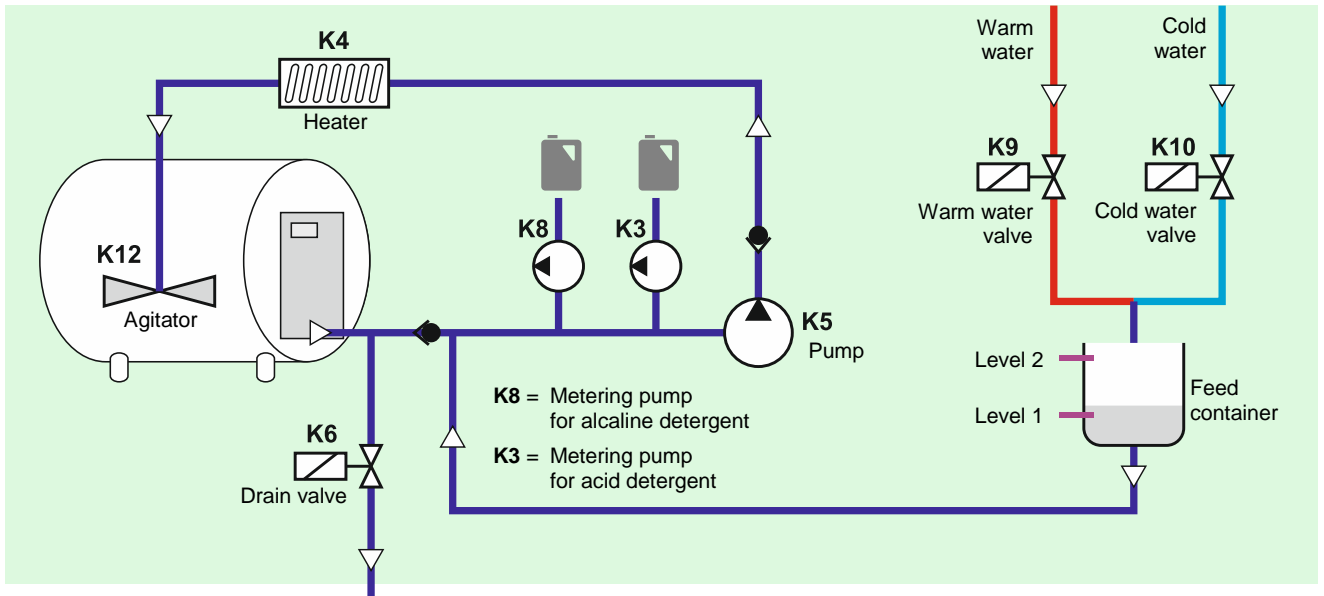 K4
Heater
K12
Agitator
K8
K3
K5
Pump
K8 = Metering pump
for alcaline detergent
K3 = Metering pump
for acid detergent
K6
Drain valve
Warm
water
Cold
water
K9
Warm water
valve
K10
Cold water
valve
Level 2
Level 1
Feed
container